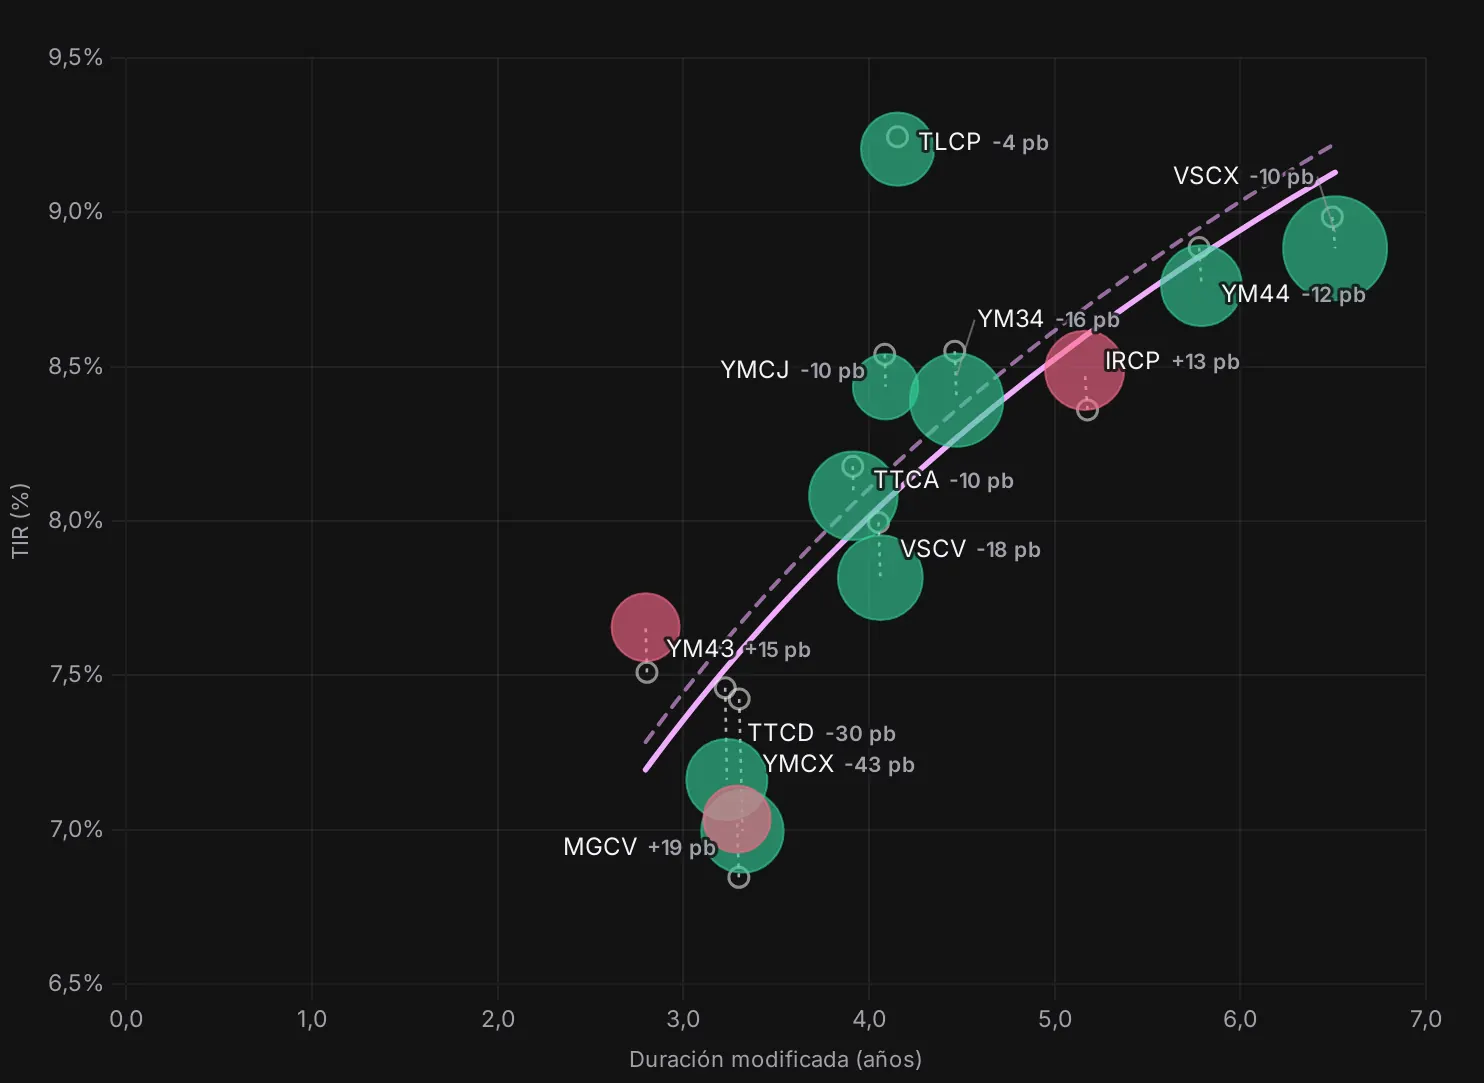 9,5%
TLCP -4 pb
VSCX -10 pb
9,0%
YM44 -12 pb
YM34 -16 pb
8,5%
YMCJ -10 pb
IRCP +13 pb
TTCA -10 pb
8,0%
VSCV -18 pb
TIR (%)
YM43 +15 pb
7,5%
TTCD -30 pb
YMCX -43 pb
7,0%
MGCV +19 pb
6,5%
0,0 1,0 2,0 3,0 4,0 5,0 6,0 7,0
Duración modificada (años)